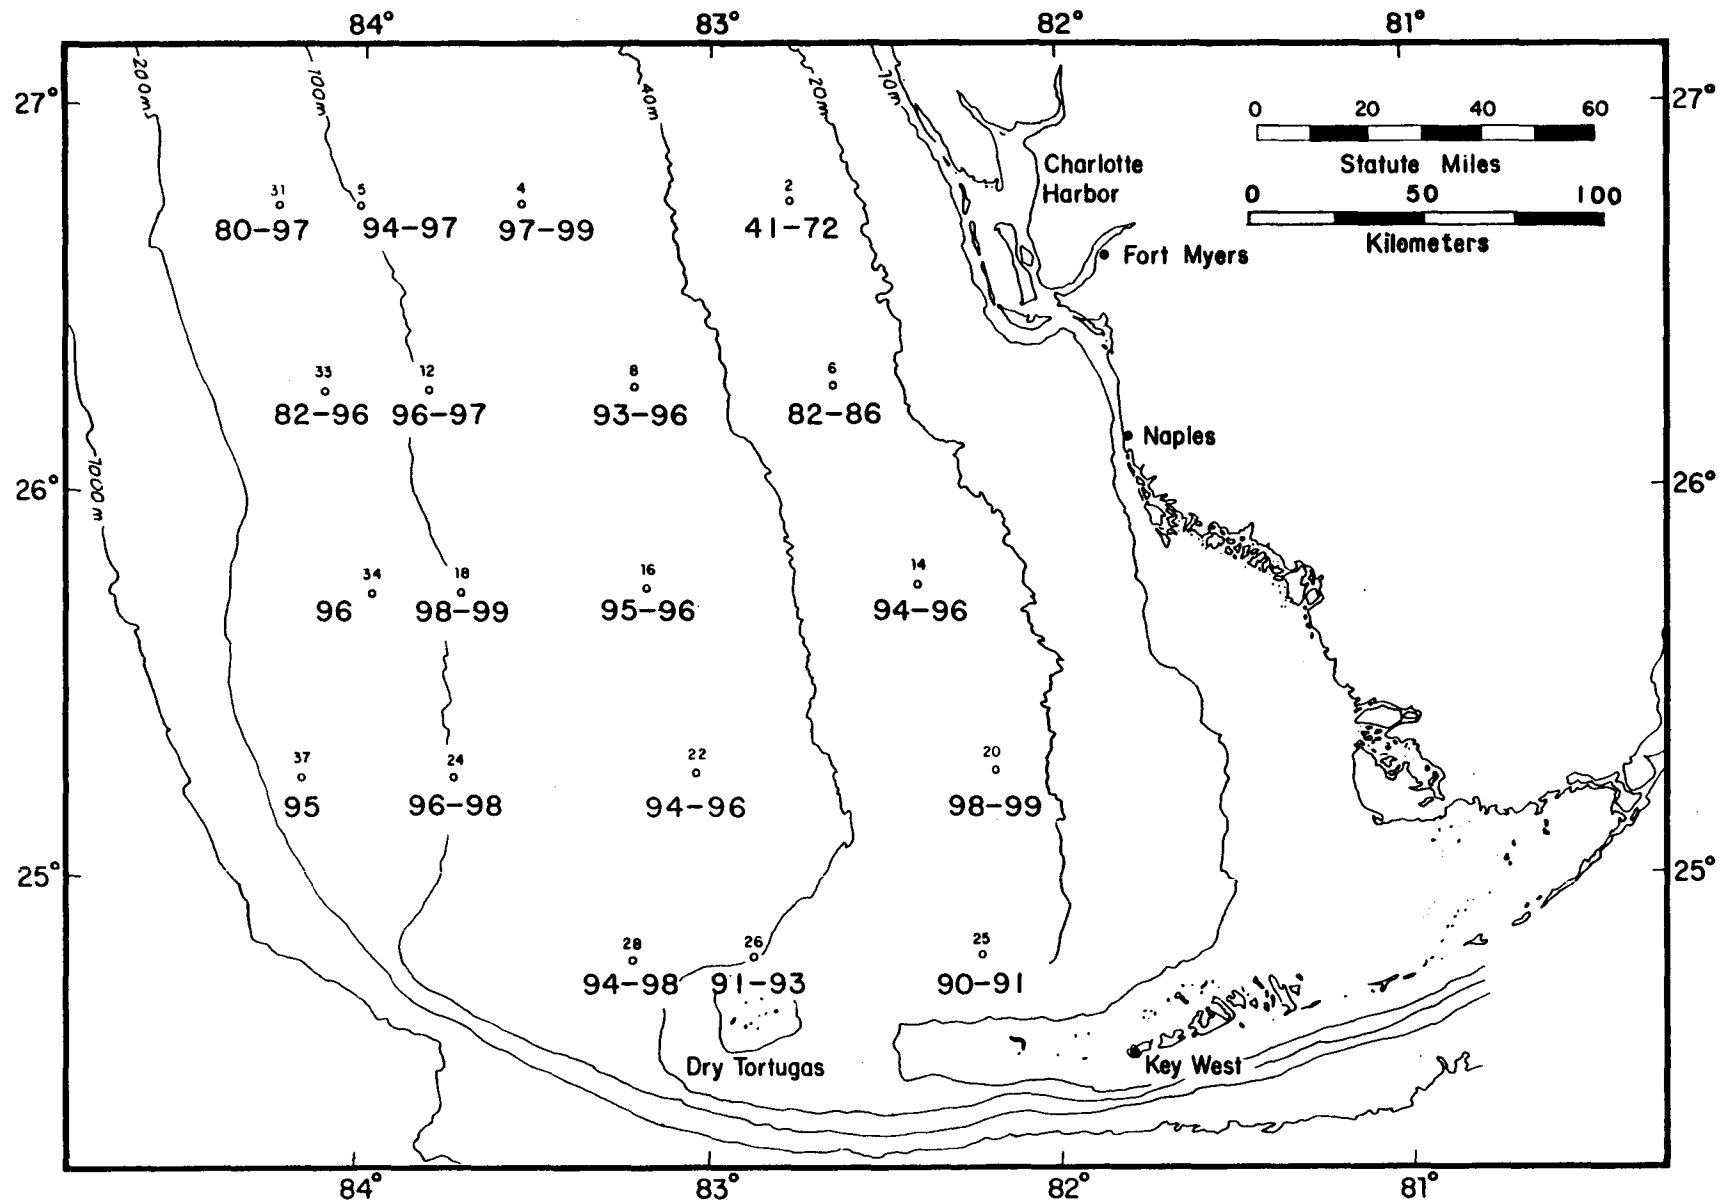 84° 83° 82° 81°
200m 100m 40m 20m 10m
27° 27°
0 20 40 60
Statute Miles
0 50 100
Kilometers
Charlotte
Harbor
31 5 4 2
80-97 94-97 97-99 41-72
Fort Myers
33 12 8 6
82-96 96-97 93-96 82-86
Naples
1000 m
26° 26°
34 18 16 14
96 98-99 95-96 94-96
37 24 22 20
95 96-98 94-96 98-99
25° 25°
28 26 25
94-98 91-93 90-91
Dry Tortugas
Key West
84° 83° 82° 81°